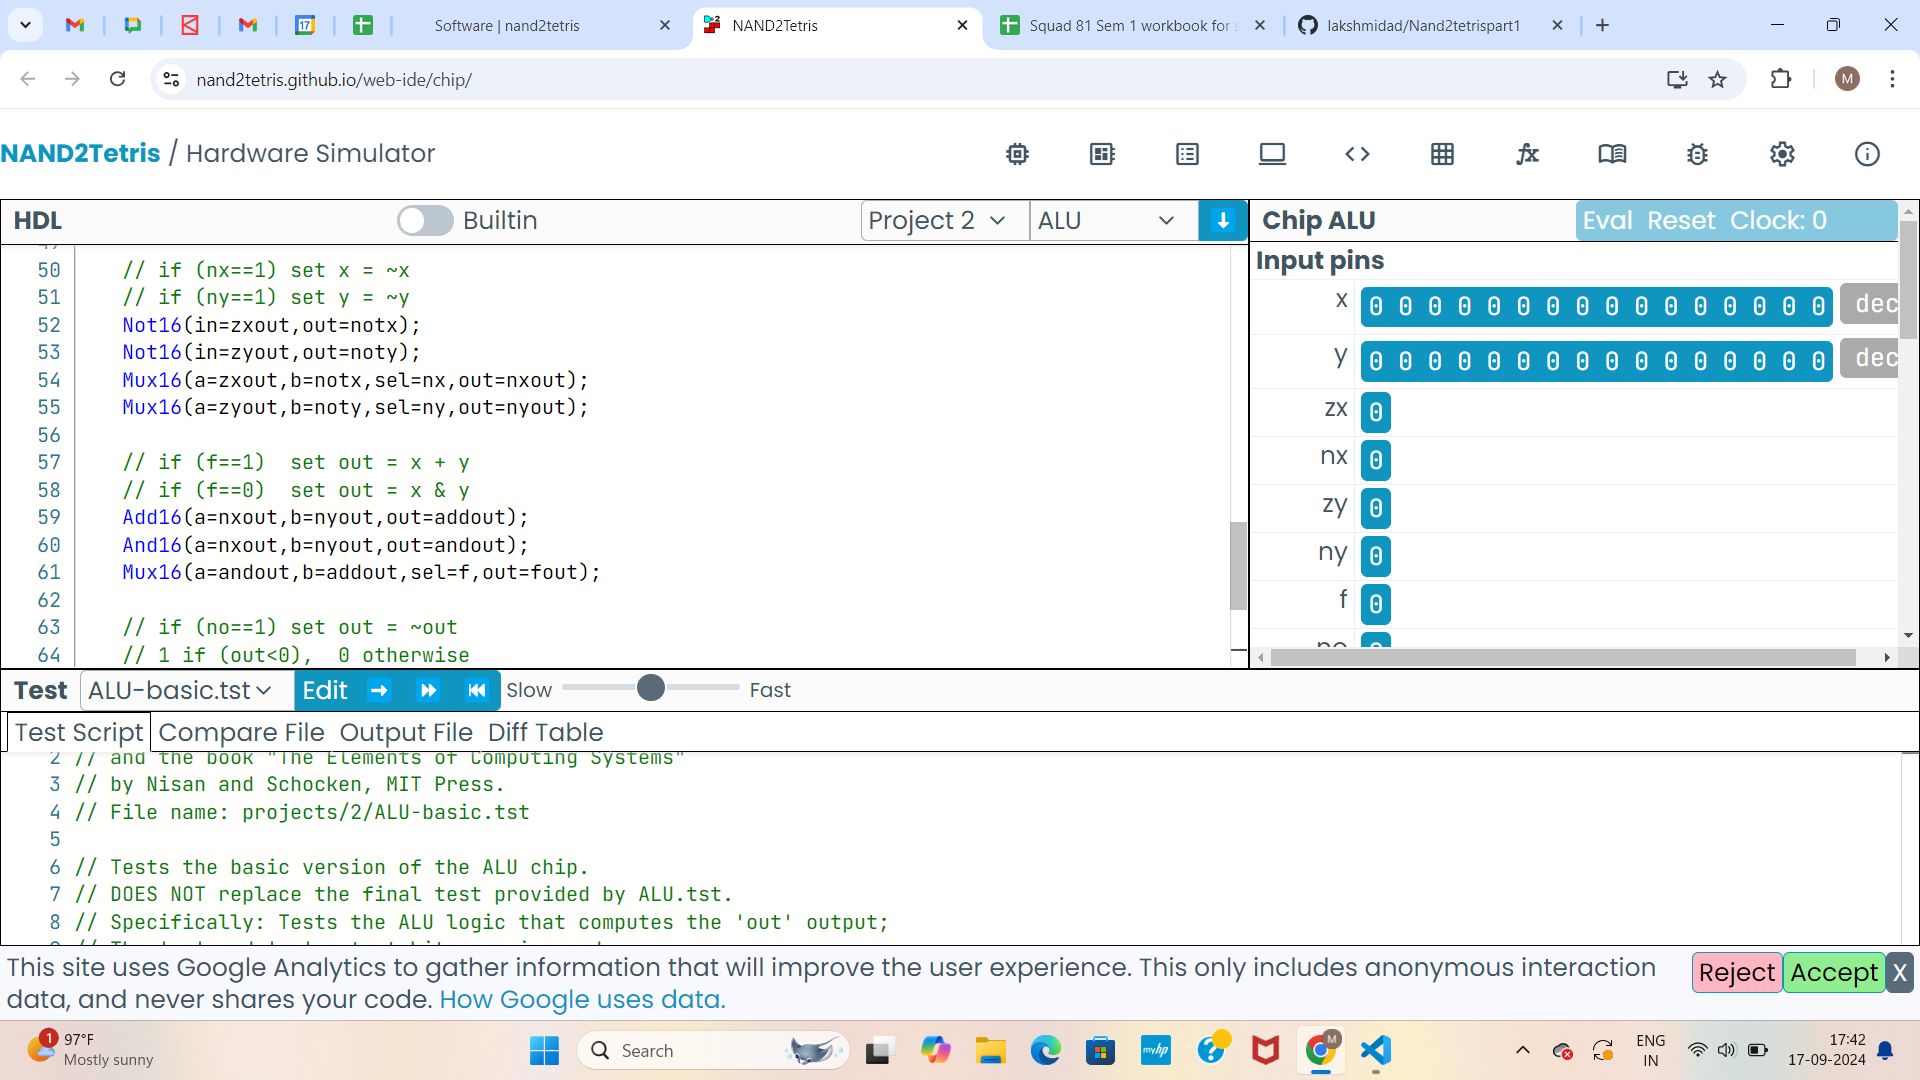 Software | nand2tetris
NAND2Tetris
Squad 81 Sem 1 workbook for s
lakshmidad/Nand2tetrispart1
nand2tetris.github.io/web-ide/chip/
M
NAND2Tetris / Hardware Simulator
HDL
Builtin
Project 2
ALU
Chip ALU
Eval Reset Clock: 0
Input pins
50 // if (nx==1) set x = ~x
51 // if (ny==1) set y = ~y
52 Not16(in=zxout,out=notx);
53 Not16(in=zyout,out=noty);
54 Mux16(a=zxout,b=notx,sel=nx,out=nxout);
55 Mux16(a=zyout,b=noty,sel=ny,out=nyout);
56
57 // if (f==1)  set out = x + y
58 // if (f==0)  set out = x & y
59 Add16(a=nxout,b=nyout,out=addout);
60 And16(a=nxout,b=nyout,out=andout);
61 Mux16(a=andout,b=addout,sel=f,out=fout);
62
63 // if (no==1) set out = ~out
64 // 1 if (out<0),  0 otherwise
x 0 0 0 0 0 0 0 0 0 0 0 0 0 0 0 0 dec
y 0 0 0 0 0 0 0 0 0 0 0 0 0 0 0 0 dec
zx 0
nx 0
zy 0
ny 0
f 0
no 0
Test ALU-basic.tst Edit Slow Fast
Test Script Compare File Output File Diff Table
2 // and the book "The Elements of Computing Systems"
3 // by Nisan and Schocken, MIT Press.
4 // File name: projects/2/ALU-basic.tst
5
6 // Tests the basic version of the ALU chip.
7 // DOES NOT replace the final test provided by ALU.tst.
8 // Specifically: Tests the ALU logic that computes the 'out' output;
This site uses Google Analytics to gather information that will improve the user experience. This only includes anonymous interaction
data, and never shares your code. How Google uses data.
Reject Accept X
1
97°F
Mostly sunny
Search
myhp
M
ENG
IN
17:42
17-09-2024